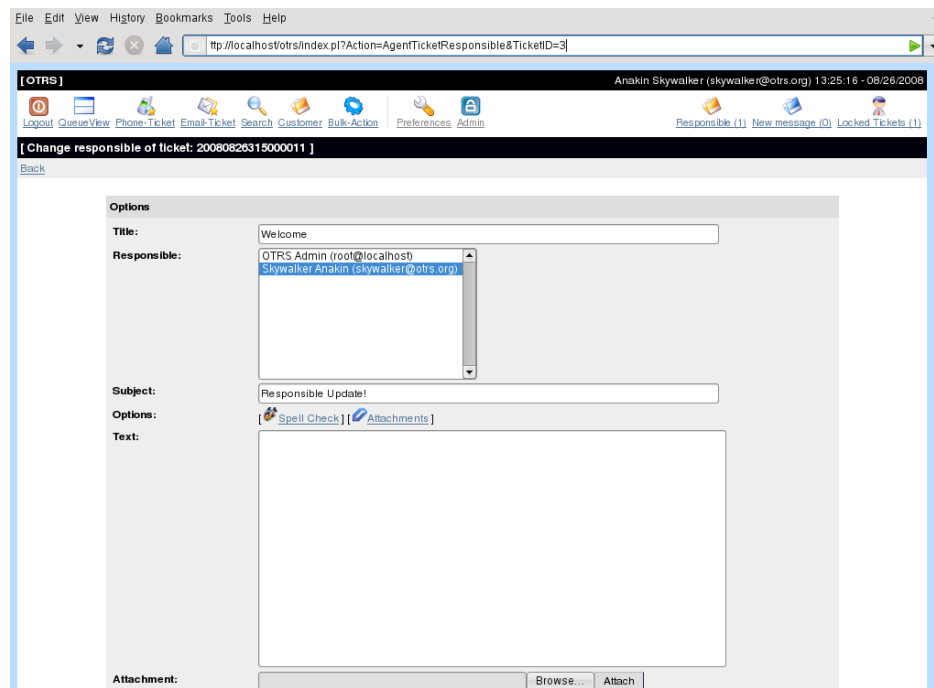 File Edit View History Bookmarks Tools Help
ttp://localhost/otrs/index.pl?Action=AgentTicketResponsible&TicketID=3
[ OTRS ] Anakin Skywalker (skywalker@otrs.org) 13:25:16 - 08/26/2008
Logout QueueView Phone-Ticket Email-Ticket Search Customer Bulk-Action Preferences Admin Responsible (1) New message (0) Locked Tickets (1)
[ Change responsible of ticket: 20080826315000011 ]
Back
Options
Title: Welcome
Responsible: OTRS Admin (root@localhost)
Skywalker Anakin (skywalker@otrs.org)
Subject: Responsible Update!
Options: [ Spell Check ] [ Attachments ]
Text:
Attachment: Browse... Attach